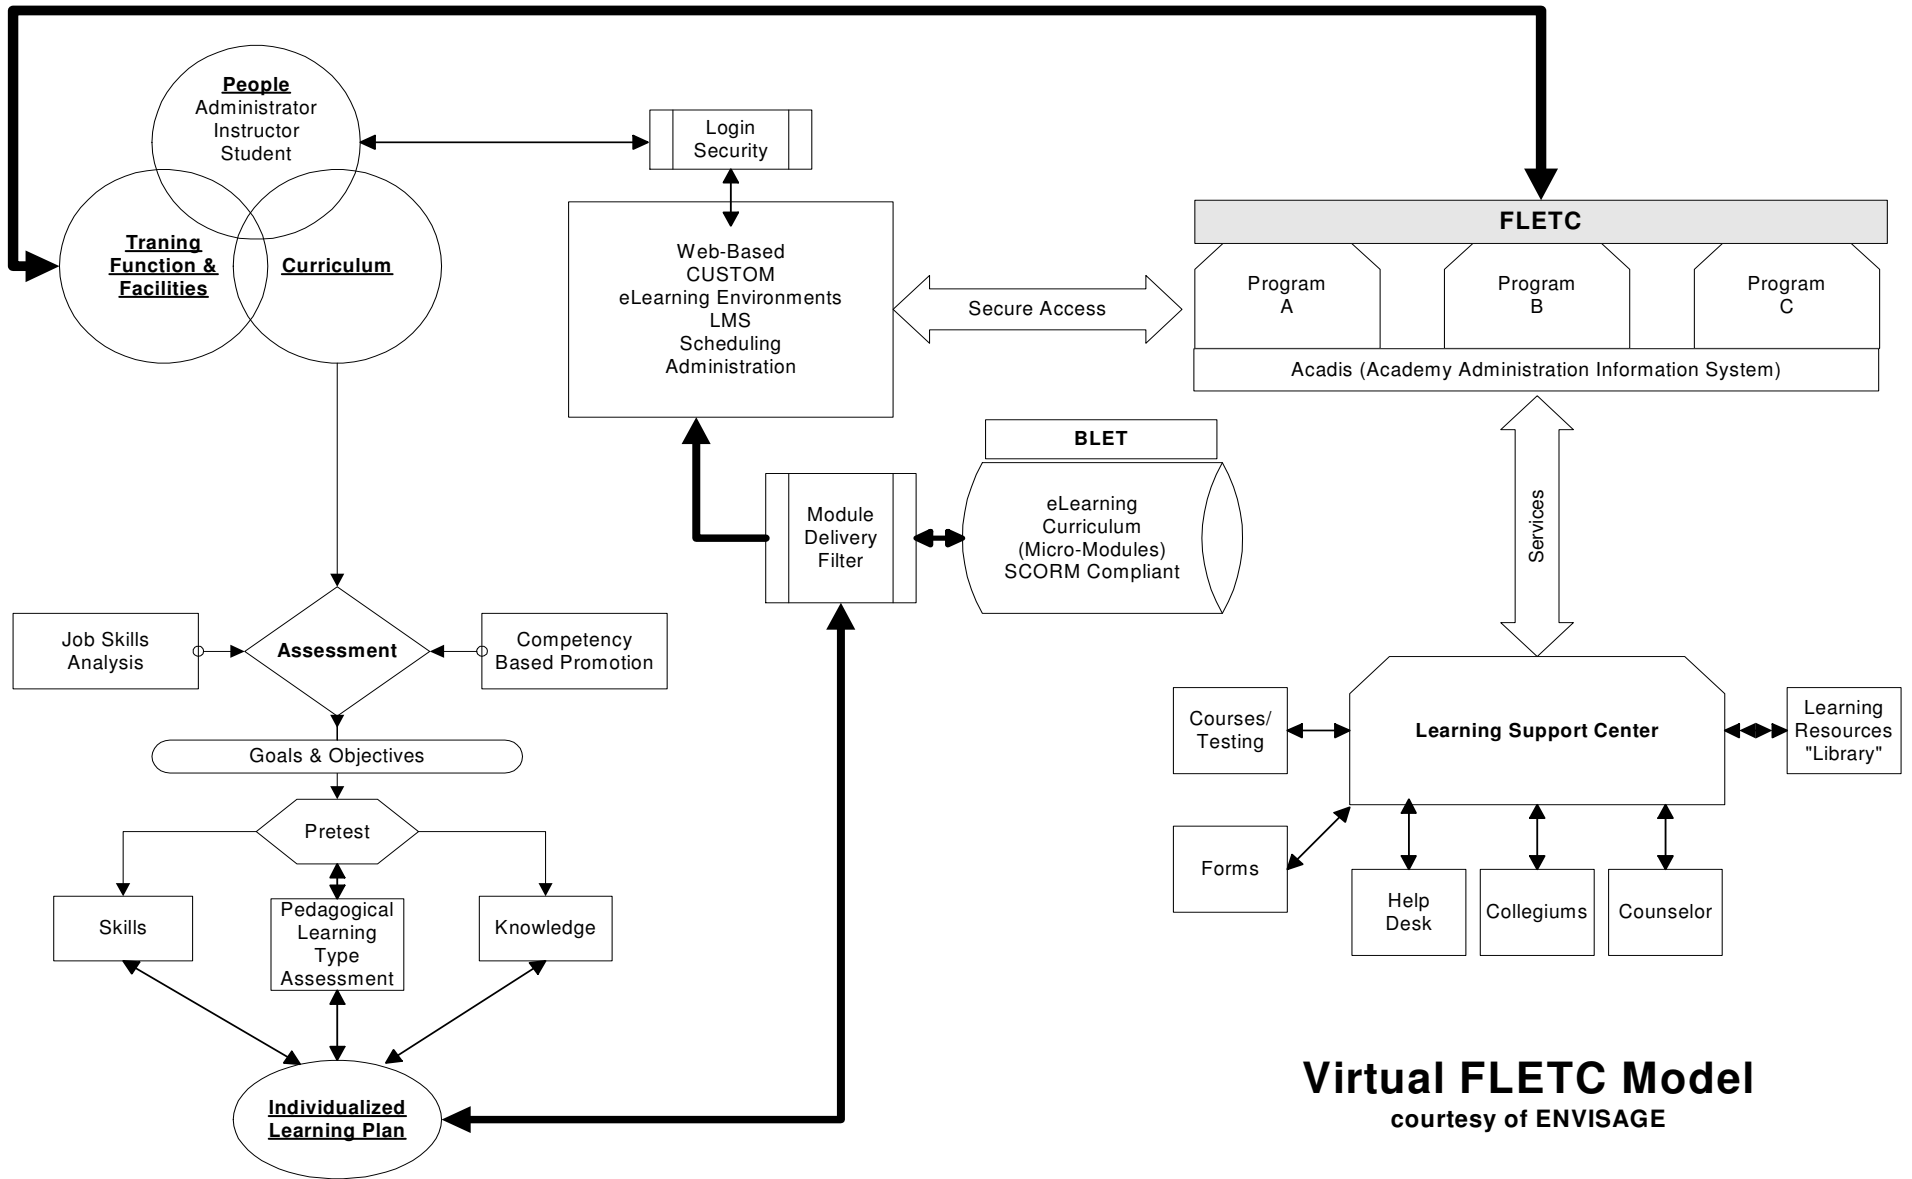 People
Administrator
Instructor
Student
Traning
Function &
Facilities
Curriculum
Login
Security
Web-Based
CUSTOM
eLearning Environments
LMS
Scheduling
Administration
Secure Access
FLETC
Program
A
Program
B
Program
C
Acadis (Academy Administration Information System)
BLET
eLearning
Curriculum
(Micro-Modules)
SCORM Compliant
Module
Delivery
Filter
Services
Job Skills
Analysis
Assessment
Competency
Based Promotion
Goals & Objectives
Pretest
Skills
Pedagogical
Learning
Type
Assessment
Knowledge
Individualized
Learning Plan
Courses/
Testing
Learning Support Center
Learning
Resources
"Library"
Forms
Help
Desk
Collegiums
Counselor
Virtual FLETC Model
courtesy of ENVISAGE